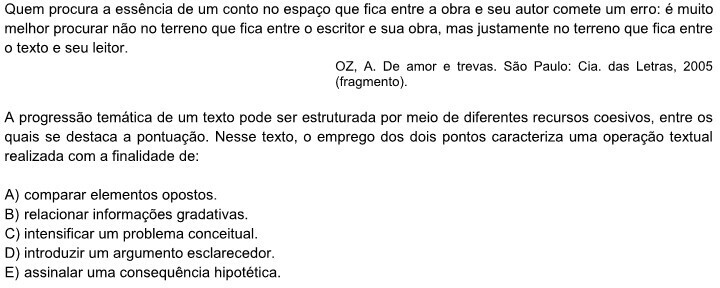 Quem procura a essência de um conto no espaço que fica entre a obra e seu autor comete um erro: é muito
melhor procurar não no terreno que fica entre o escritor e sua obra, mas justamente no terreno que fica entre
o texto e seu leitor.
OZ, A. De amor e trevas. São Paulo: Cia. das Letras, 2005
(fragmento).
A progressão temática de um texto pode ser estruturada por meio de diferentes recursos coesivos, entre os
quais se destaca a pontuação. Nesse texto, o emprego dos dois pontos caracteriza uma operação textual
realizada com a finalidade de:
A) comparar elementos opostos.
B) relacionar informações gradativas.
C) intensificar um problema conceitual.
D) introduzir um argumento esclarecedor.
E) assinalar uma consequência hipotética.